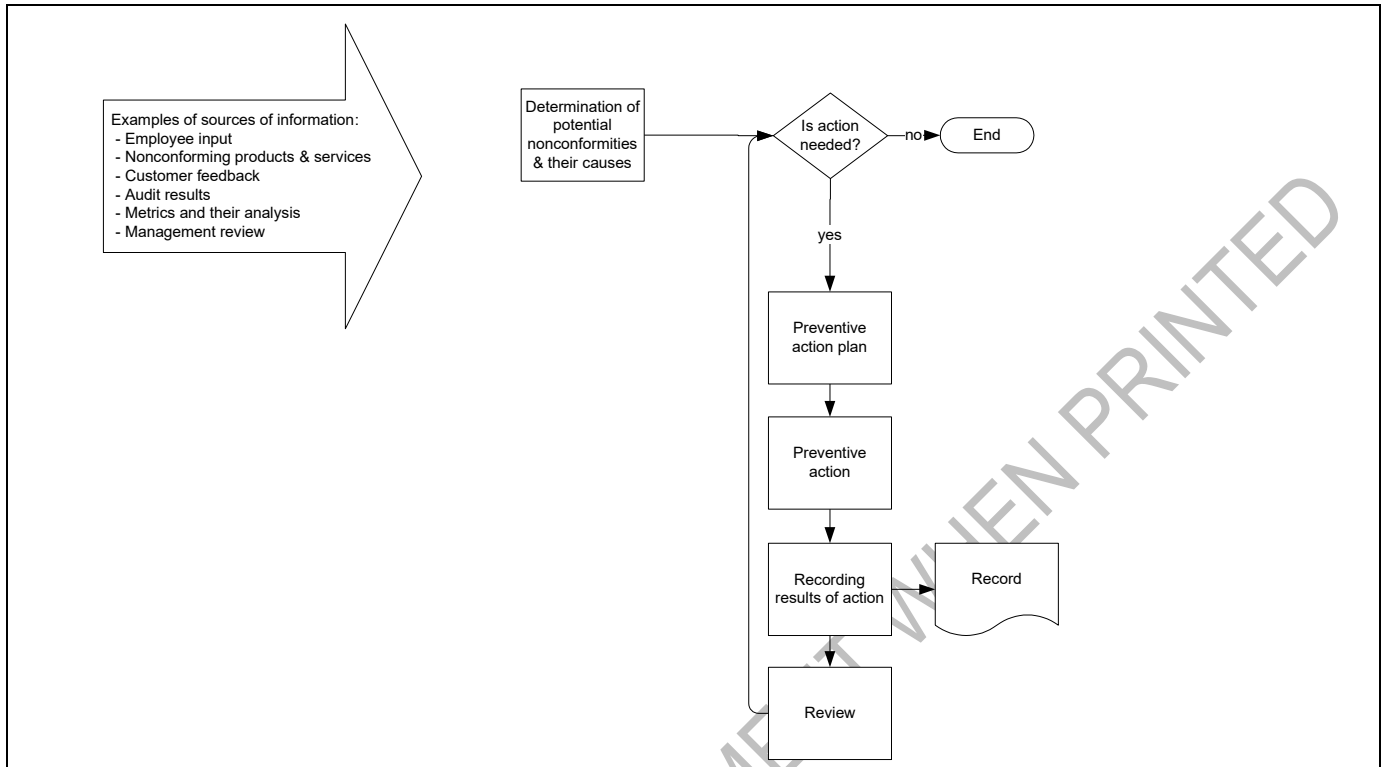 Examples of sources of information:
- Employee input
- Nonconforming products & services
- Customer feedback
- Audit results
- Metrics and their analysis
- Management review
Determination of
potential
nonconformities
& their causes
Is action
needed?
no
End
yes
Preventive
action plan
Preventive
action
Recording
results of action
Record
Review
WHEN PRINTED